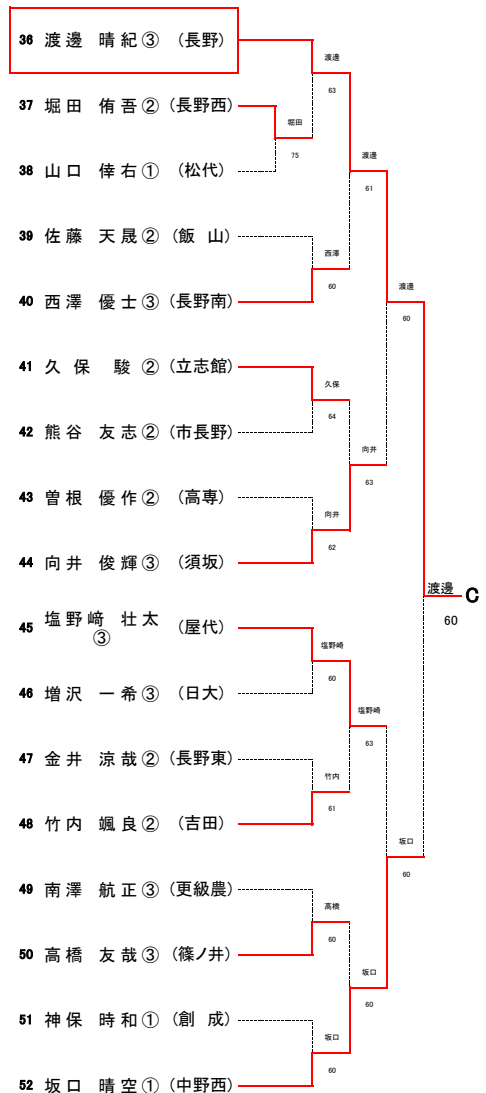 36 渡邊 晴紀③ (長野)
渡邊
63
37 堀田 侑吾② (長野西)
堀田
75
38 山口 倖右① (松代)
渡邊
61
39 佐藤 天晟② (飯 山)
西澤
60
40 西澤 優士③ (長野南)
渡邊
60
41 久保 駿② (立志館)
久保
64
42 熊谷 友志② (市長野)
向井
63
43 曽根 優作② (高専)
向井
62
44 向井 俊輝③ (須坂)
渡邊 C
60
45 塩野﨑 壮太③ (屋代)
塩野崎
60
46 増沢 一希③ (日大)
塩野崎
63
47 金井 涼哉② (長野東)
竹内
61
48 竹内 颯良② (吉田)
坂口
60
49 南澤 航正③ (更級農)
高橋
60
50 高橋 友哉③ (篠ノ井)
坂口
60
51 神保 時和① (創 成)
坂口
60
52 坂口 晴空① (中野西)